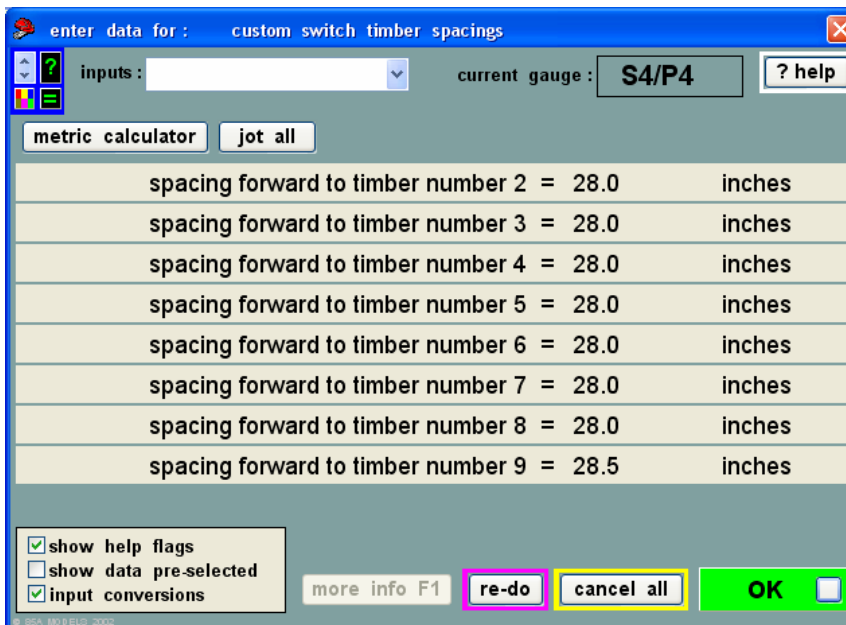 enter data for : custom switch timber spacings
inputs : current gauge : S4/P4 ? help
metric calculator jot all
spacing forward to timber number 2 = 28.0 inches
spacing forward to timber number 3 = 28.0 inches
spacing forward to timber number 4 = 28.0 inches
spacing forward to timber number 5 = 28.0 inches
spacing forward to timber number 6 = 28.0 inches
spacing forward to timber number 7 = 28.0 inches
spacing forward to timber number 8 = 28.0 inches
spacing forward to timber number 9 = 28.5 inches
show help flags
show data pre-selected
input conversions
more info F1 re-do cancel all OK
© 85A MODELS 2002